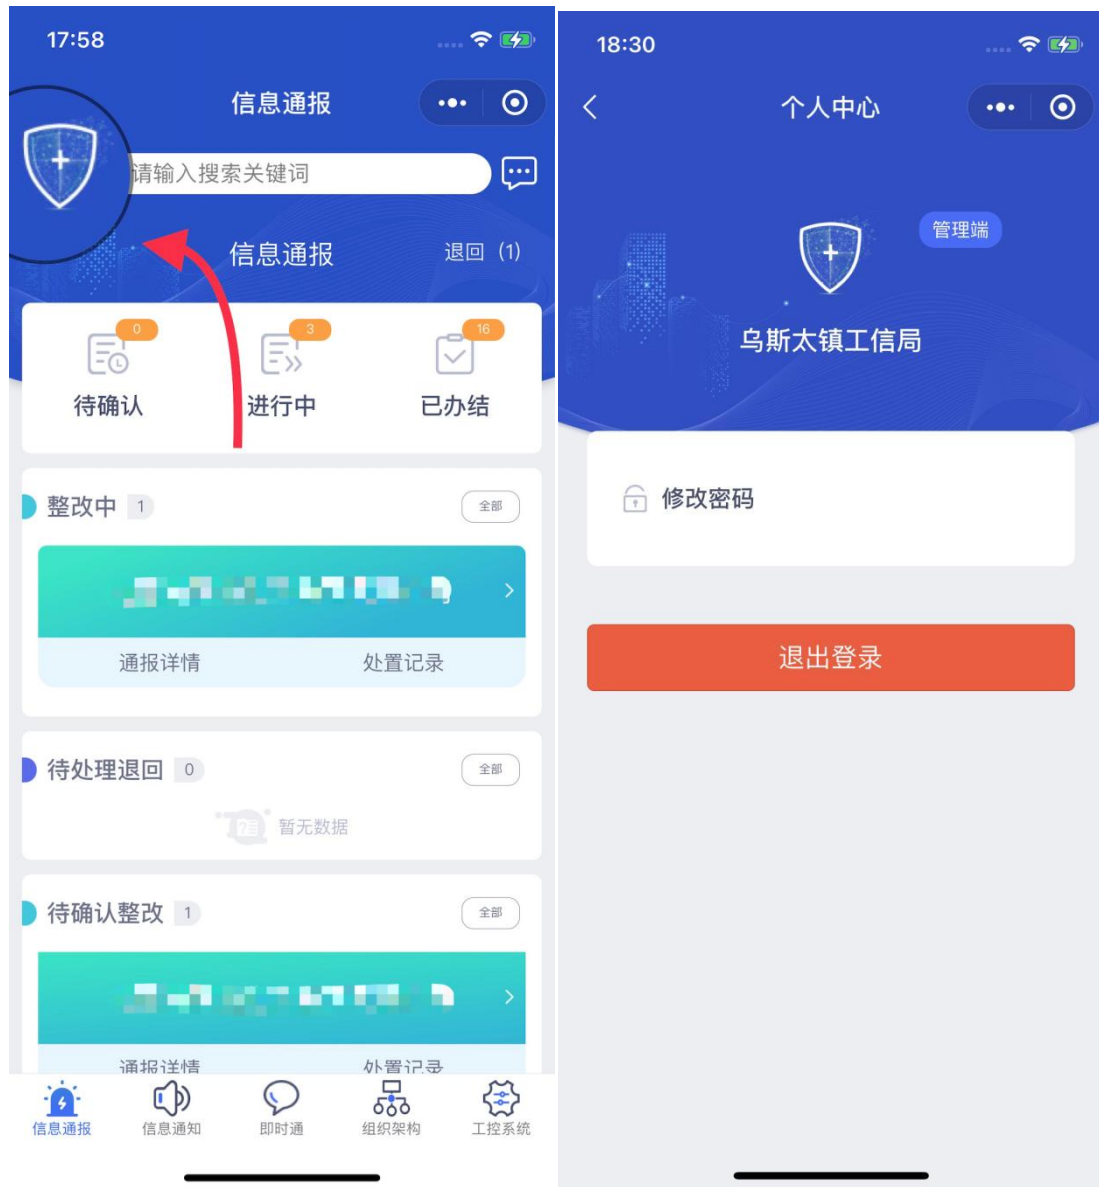 17:58
信息通报
请输入搜索关键词
信息通报
退回 (1)
0
3
16
待确认
进行中
已办结
整改中 1
全部
通报详情
处置记录
待处理退回 0
全部
暂无数据
待确认整改 1
全部
通报详情
处置记录
信息通报
信息通知
即时通
组织架构
工控系统
18:30
个人中心
管理端
乌斯太镇工信局
修改密码
退出登录